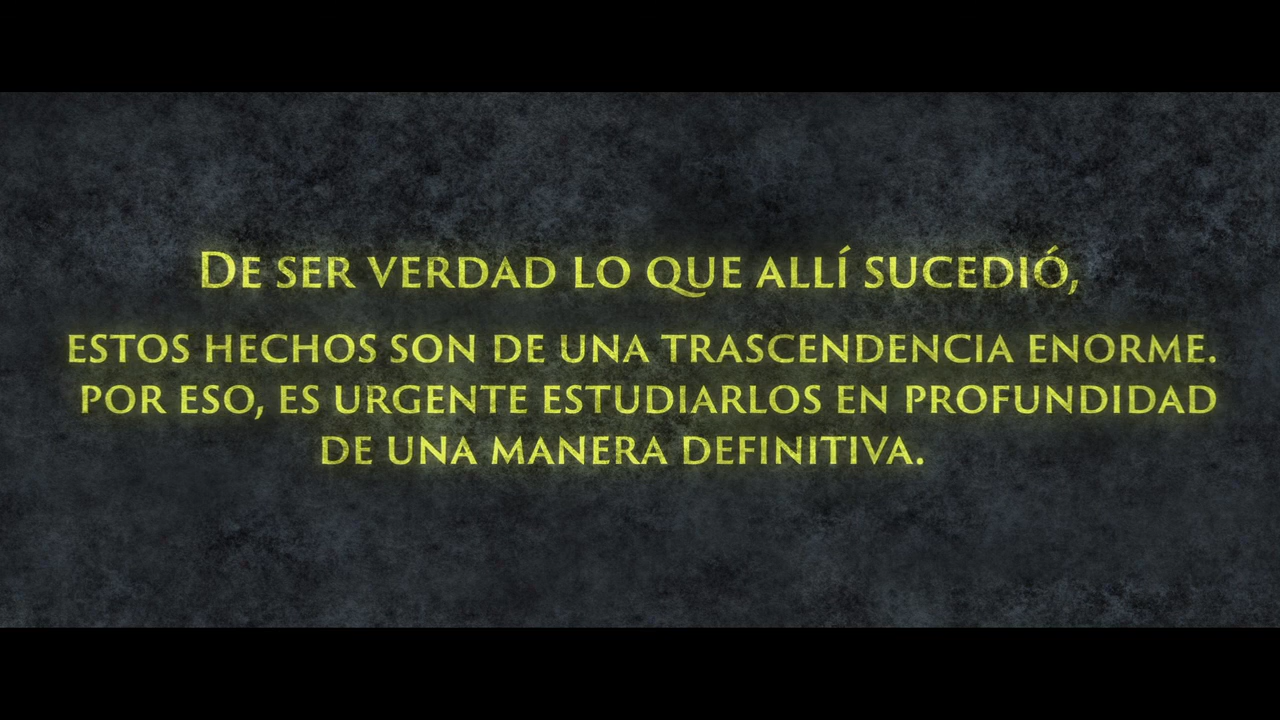 De ser verdad lo que allí sucedió,
estos hechos son de una trascendencia enorme.
Por eso, es urgente estudiarlos en profundidad
de una manera definitiva.